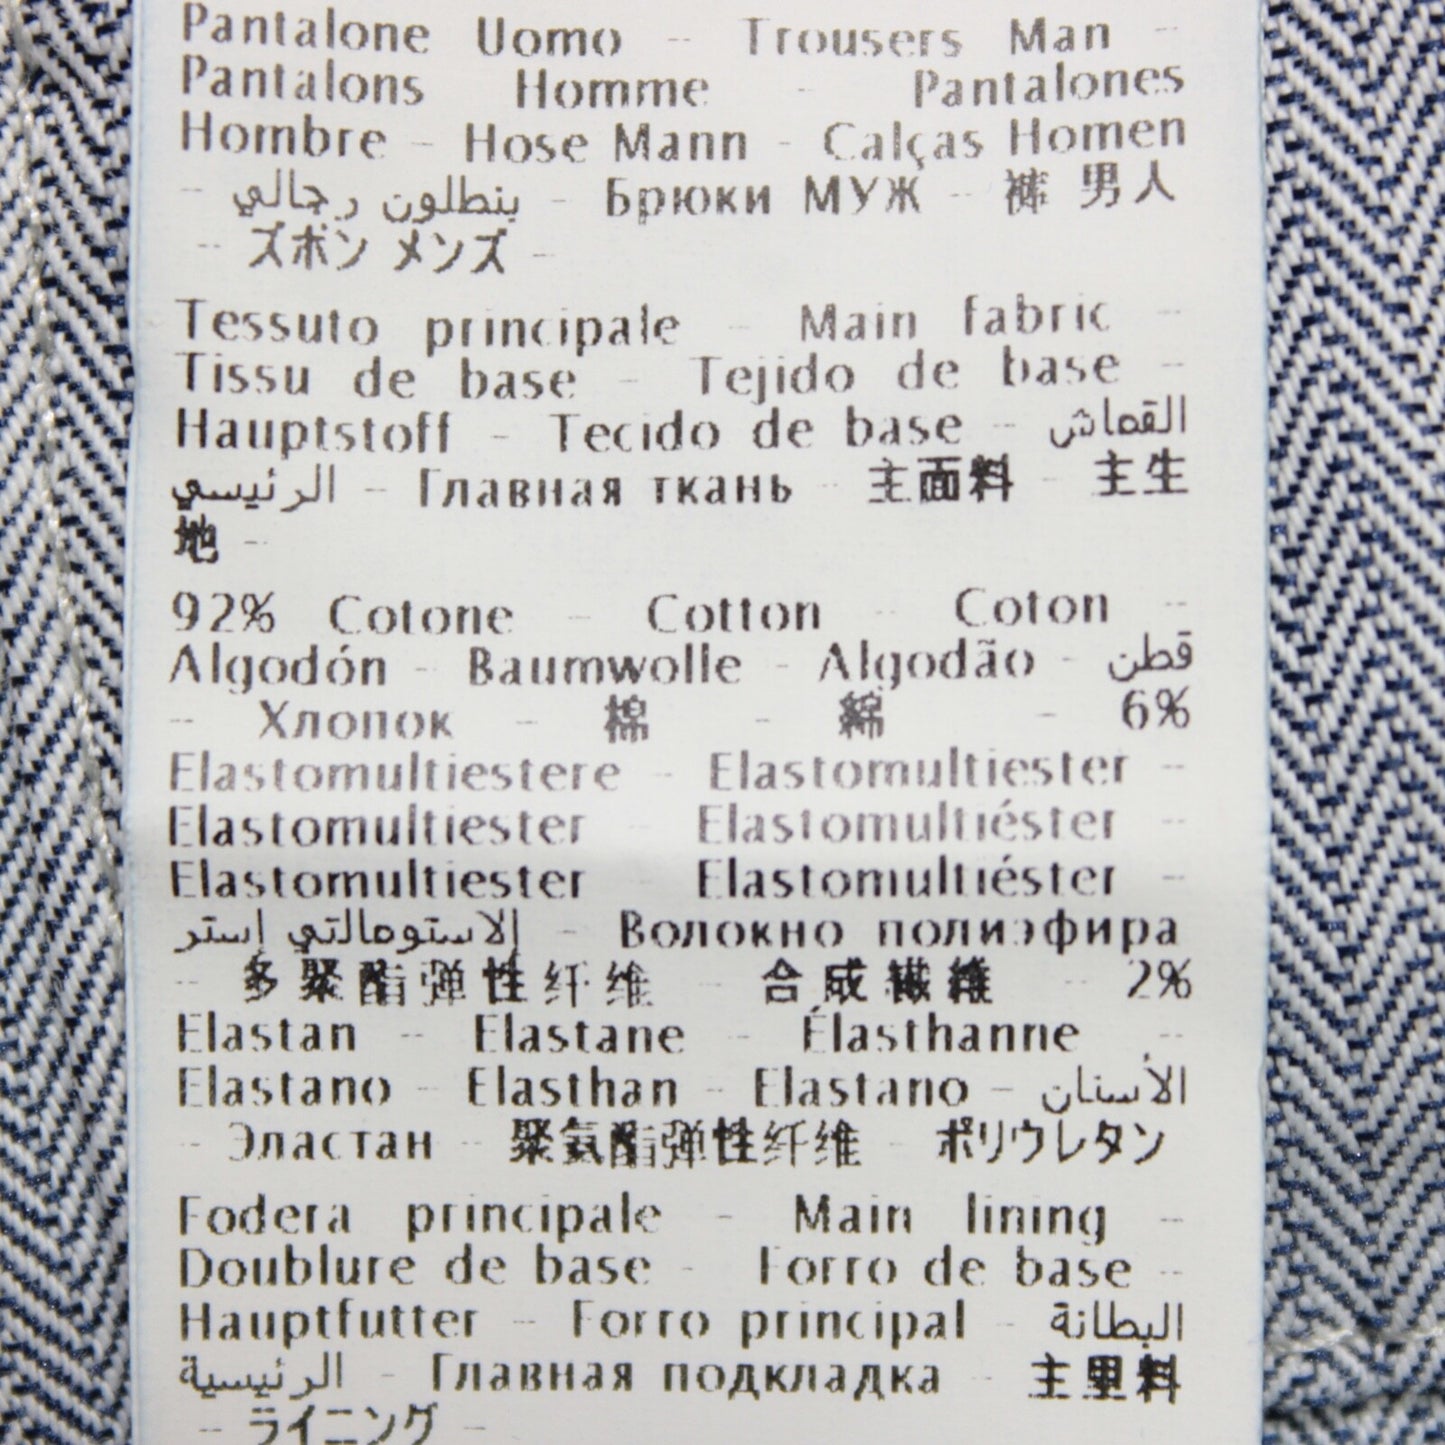 Pantalone Uomo - Trousers Man -
Pantalons Homme - Pantalones
Hombre - Hose Mann - Calças Homen
- بنطلون رجالي - Брюки МУЖ - 裤 男人
- ズボン メンズ -
Tessuto principale - Main fabric -
Tissu de base - Tejido de base -
Hauptstoff - Tecido de base - القماش
الرئيسي - Главная ткань - 主面料 - 主生
地 -
92% Cotone - Cotton - Coton -
Algodón - Baumwolle - Algodão - قطن
- Хлопок - 棉 - 綿 - 6%
Elastomultiestere - Elastomultiester -
Elastomultiester - Elastomultiéster -
Elastomultiester - Elastomultiéster -
الاستومالتي إستر - Волокно полиэфира
- 多聚酯弹性纤维 - 合成繊維 - 2%
Elastan - Elastane - Élasthanne -
Elastano - Elasthan - Elastano - الأستان
- Эластан - 聚氨酯弹性纤维 - ポリウレタン
Fodera principale - Main lining -
Doublure de base - Forro de base -
Hauptfutter - Forro principal - البطانة
الرئيسية - Главная подкладка - 主里料
- ライニング -